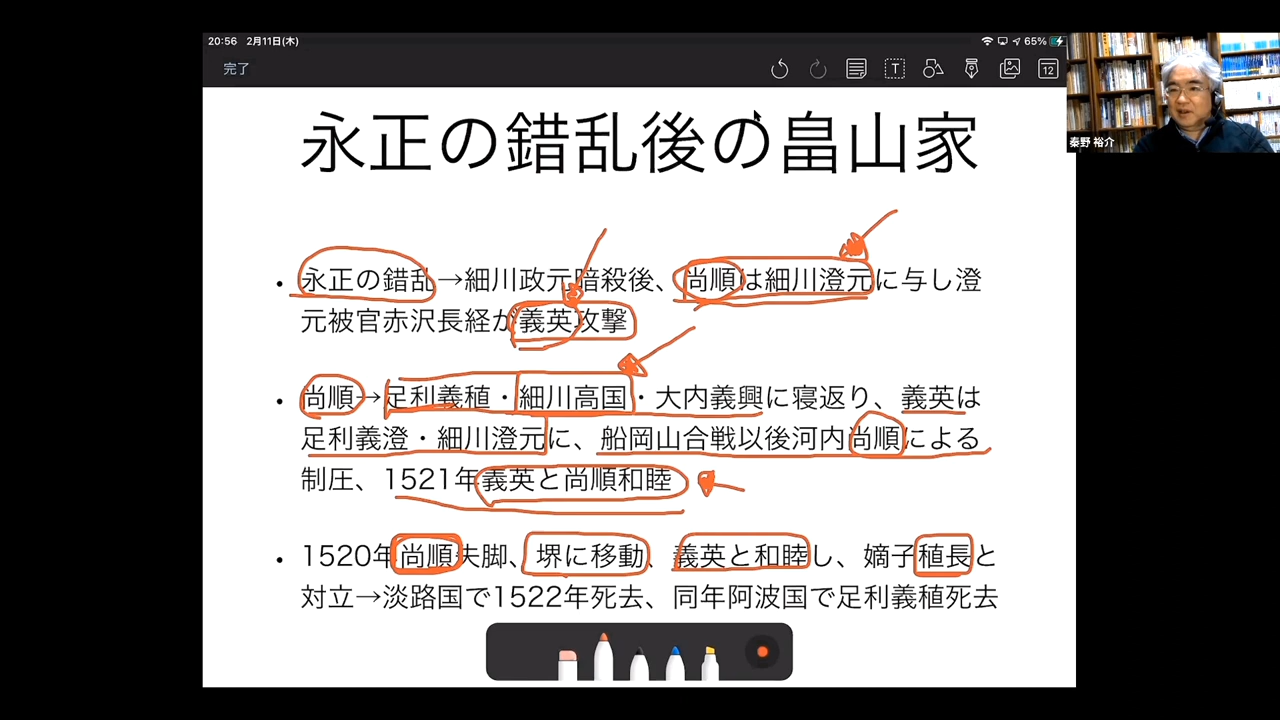 20:56 2月11日(木)
65%
完了
T
12
秦野 裕介
永正の錯乱後の畠山家
• 永正の錯乱→細川政元暗殺後、尚順は細川澄元に与し澄
元被官赤沢長経が義英攻撃
• 尚順→足利義稙・細川高国・大内義興に寝返り、義英は
足利義澄・細川澄元に、船岡山合戦以後河内尚順による
制圧、1521年義英と尚順和睦
• 1520年尚順失脚、堺に移動、義英と和睦し、嫡子稙長と
対立→淡路国で1522年死去、同年阿波国で足利義稙死去